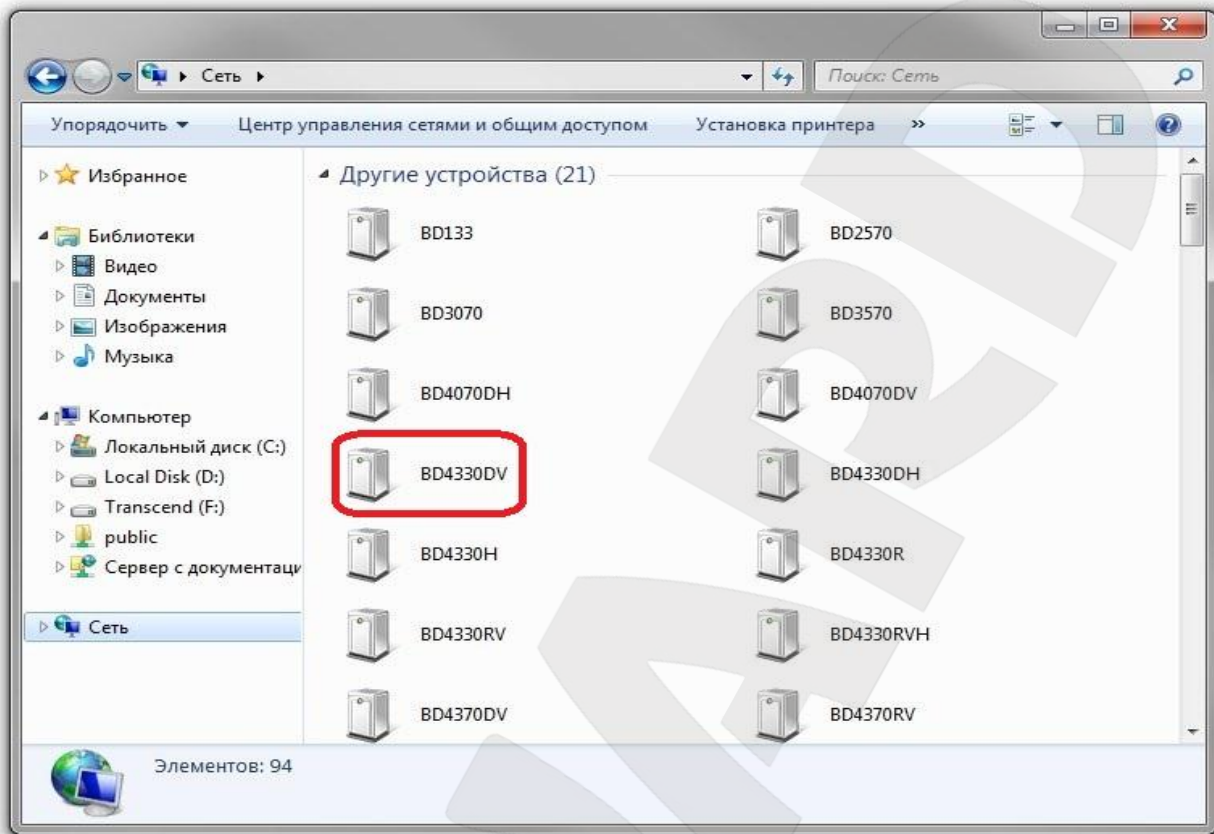 Сеть
Поиск: Сеть
Упорядочить Центр управления сетями и общим доступом Установка принтера »
Избранное
Библиотеки
Видео
Документы
Изображения
Музыка
Компьютер
Локальный диск (C:)
Local Disk (D:)
Transcend (F:)
public
Сервер с документаци
Сеть
Другие устройства (21)
BD133 BD2570
BD3070 BD3570
BD4070DH BD4070DV
BD4330DV BD4330DH
BD4330H BD4330R
BD4330RV BD4330RVH
BD4370DV BD4370RV
Элементов: 94